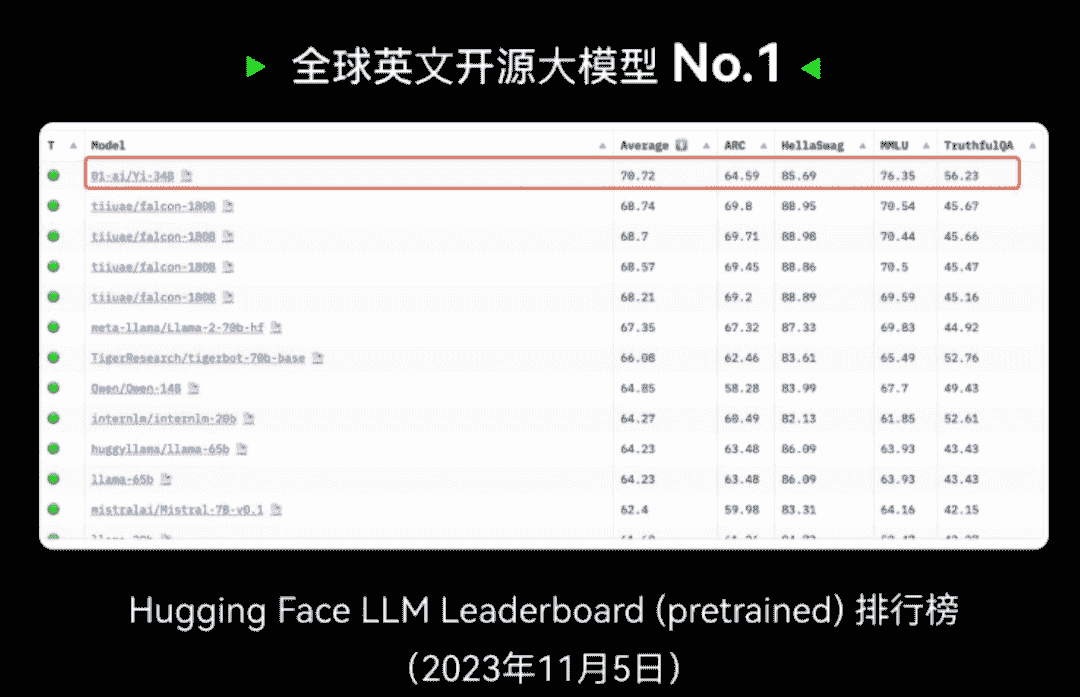 全球英文开源大模型 No.1
T Model Average ARC HellaSwag MMLU TruthfulQA
01-ai/Yi-34B 70.72 64.59 85.69 76.35 56.23
tiiuae/falcon-180B 68.74 69.8 88.95 70.54 45.67
tiiuae/falcon-180B 68.7 69.71 88.98 70.44 45.66
tiiuae/falcon-180B 68.57 69.45 88.86 70.5 45.47
tiiuae/falcon-180B 68.21 69.2 88.89 69.59 45.16
meta-llama/Llama-2-70b-hf 67.35 67.32 87.33 69.83 44.92
TigerResearch/tigerbot-70b-base 66.08 62.46 83.61 65.49 52.76
Qwen/Qwen-14B 64.85 58.28 83.99 67.7 49.43
internlm/internlm-20b 64.27 60.49 82.13 61.85 52.61
huggyllama/llama-65b 64.23 63.48 86.09 63.93 43.43
llama-65b 64.23 63.48 86.09 63.93 43.43
mistralai/Mistral-7B-v0.1 62.4 59.98 83.31 64.16 42.15
Hugging Face LLM Leaderboard (pretrained) 排行榜
(2023年11月5日)